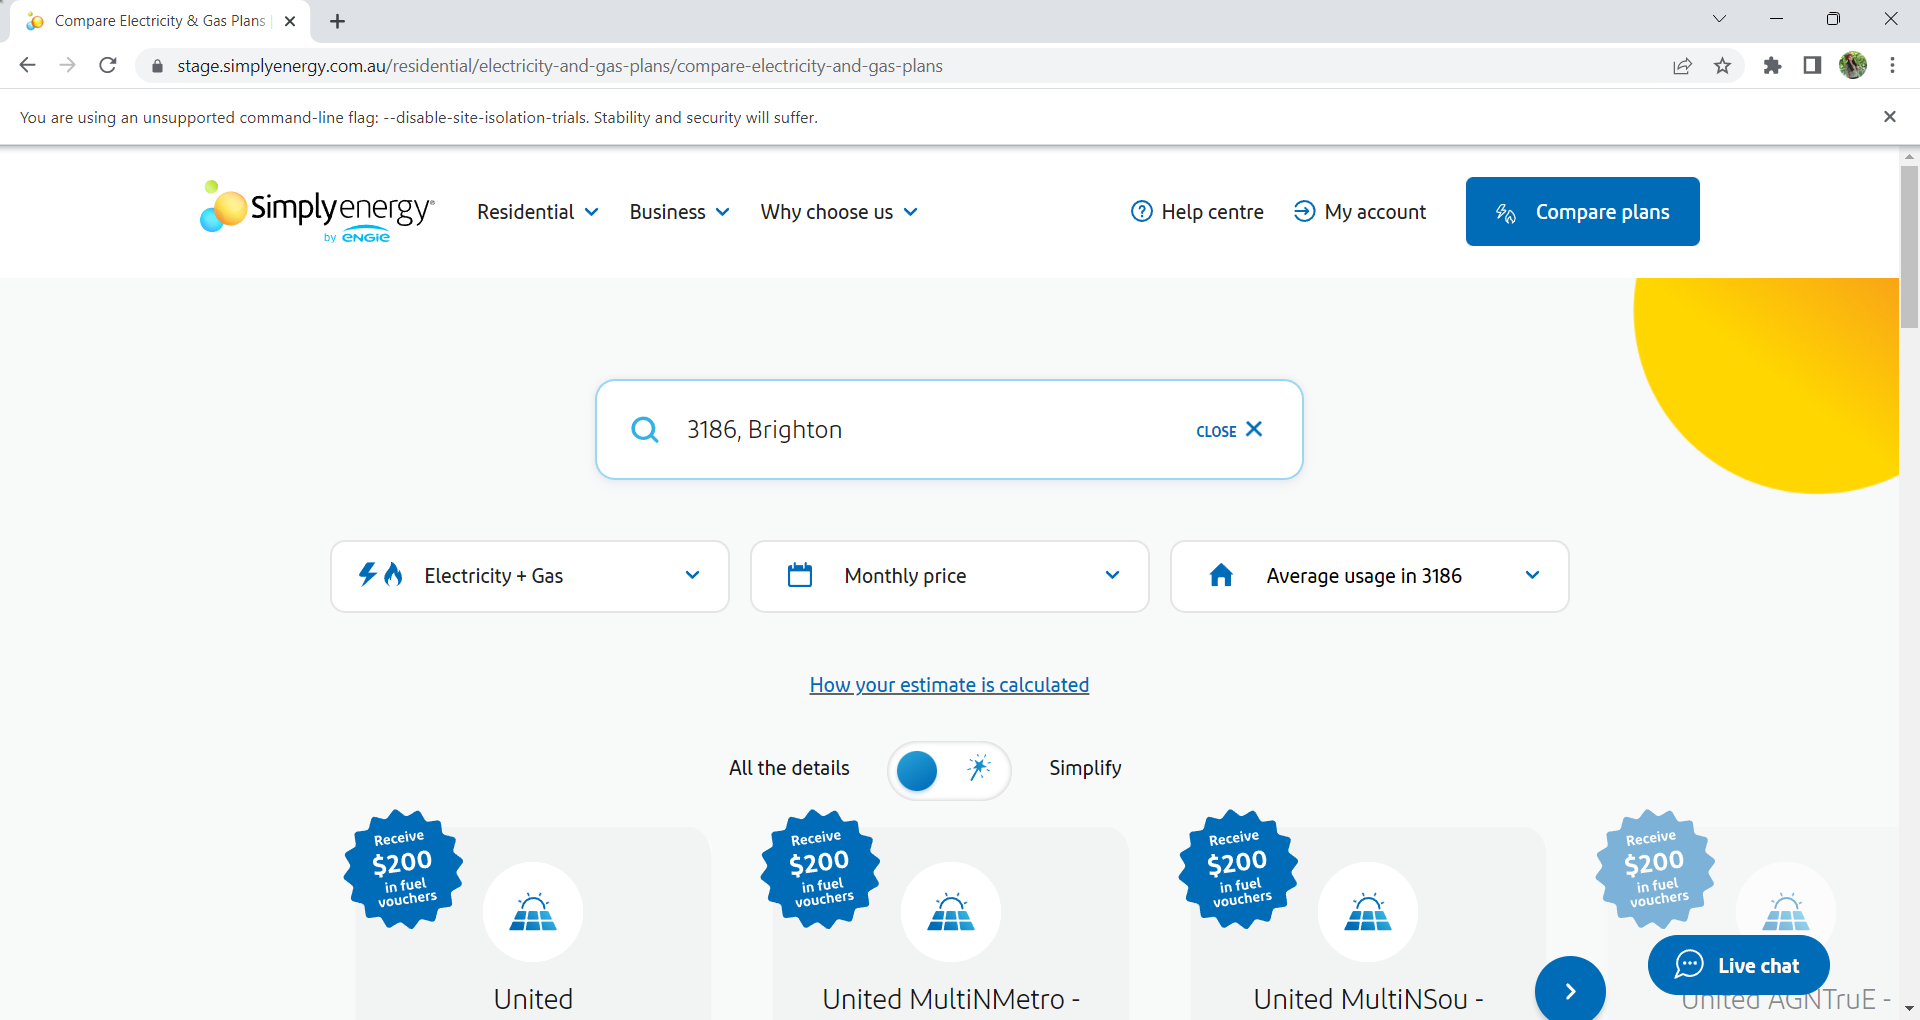 Compare Electricity & Gas Plans
stage.simplyenergy.com.au/residential/electricity-and-gas-plans/compare-electricity-and-gas-plans
You are using an unsupported command-line flag: --disable-site-isolation-trials. Stability and security will suffer.
Simplyenergy®
by ENGIE
Residential
Business
Why choose us
Help centre
My account
Compare plans
3186, Brighton
CLOSE
Electricity + Gas
Monthly price
Average usage in 3186
How your estimate is calculated
All the details
Simplify
Receive
$200
in fuel
vouchers
United
Receive
$200
in fuel
vouchers
United MultiNMetro -
Receive
$200
in fuel
vouchers
United MultiNSou -
Receive
$200
in fuel
vouchers
United AGNTruE -
Live chat